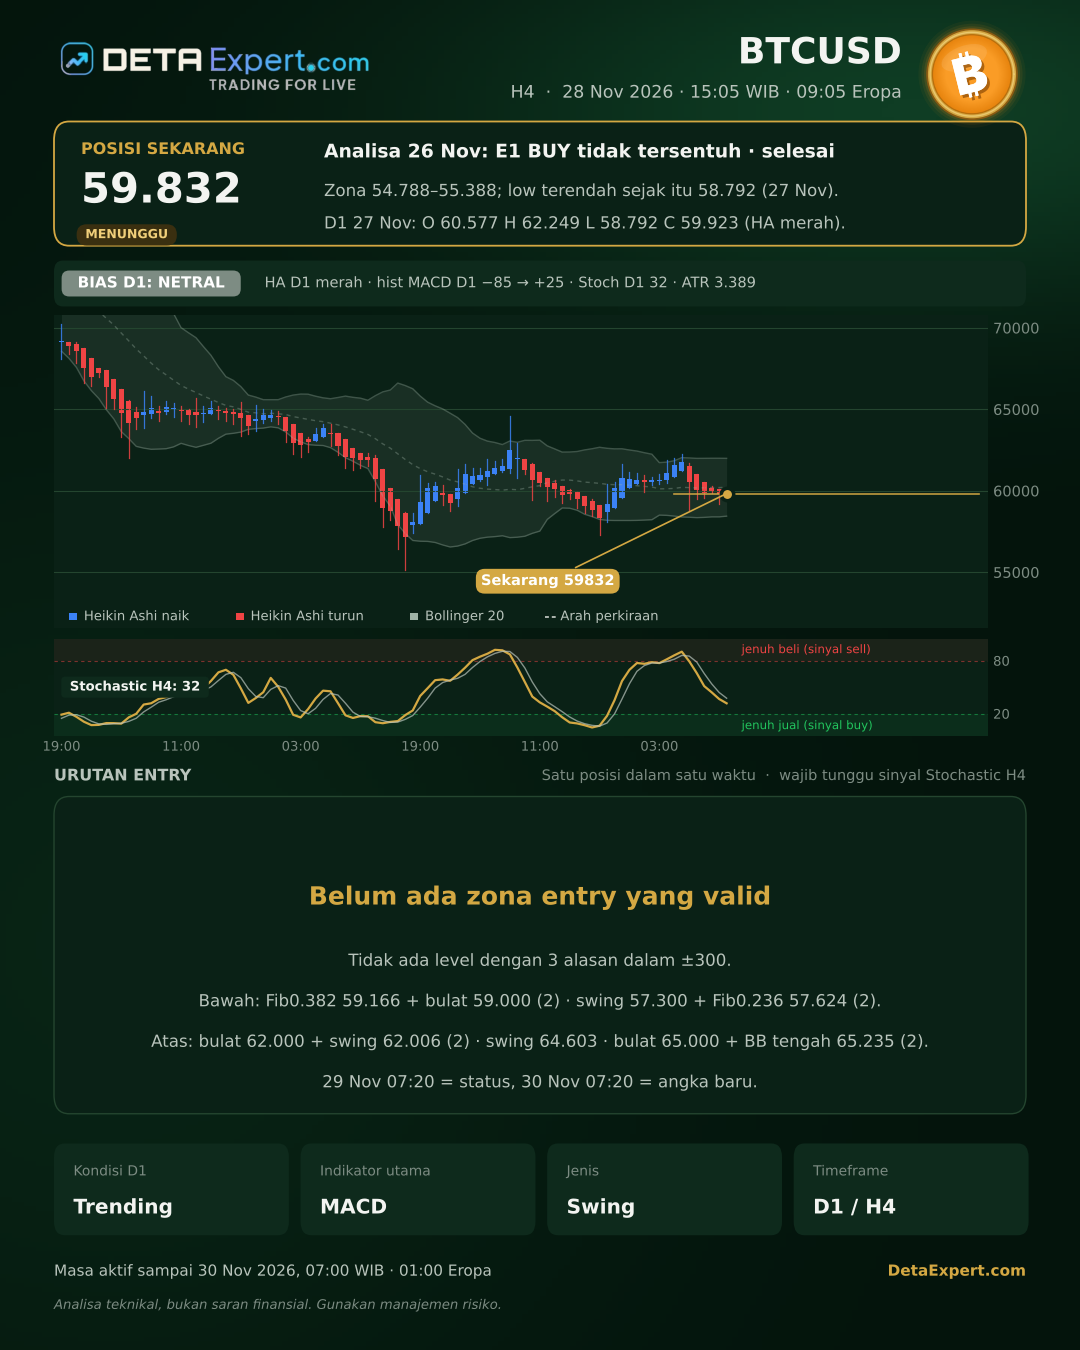 DETA Expert.com
TRADING FOR LIVE
BTCUSD
H4 · 28 Nov 2026 · 15:05 WIB · 09:05 Eropa
POSISI SEKARANG
59.832
MENUNGGU
Analisa 26 Nov: E1 BUY tidak tersentuh · selesai
Zona 54.788–55.388; low terendah sejak itu 58.792 (27 Nov).
D1 27 Nov: O 60.577 H 62.249 L 58.792 C 59.923 (HA merah).
BIAS D1: NETRAL
HA D1 merah · hist MACD D1 −85 → +25 · Stoch D1 32 · ATR 3.389
70000
65000
60000
55000
Sekarang 59832
Heikin Ashi naik
Heikin Ashi turun
Bollinger 20
Arah perkiraan
jenuh beli (sinyal sell)
80
Stochastic H4: 32
20
jenuh jual (sinyal buy)
19:00 11:00 03:00 19:00 11:00 03:00
URUTAN ENTRY
Satu posisi dalam satu waktu · wajib tunggu sinyal Stochastic H4
Belum ada zona entry yang valid
Tidak ada level dengan 3 alasan dalam ±300.
Bawah: Fib0.382 59.166 + bulat 59.000 (2) · swing 57.300 + Fib0.236 57.624 (2).
Atas: bulat 62.000 + swing 62.006 (2) · swing 64.603 · bulat 65.000 + BB tengah 65.235 (2).
29 Nov 07:20 = status, 30 Nov 07:20 = angka baru.
Kondisi D1
Trending
Indikator utama
MACD
Jenis
Swing
Timeframe
D1 / H4
Masa aktif sampai 30 Nov 2026, 07:00 WIB · 01:00 Eropa
DetaExpert.com
Analisa teknikal, bukan saran finansial. Gunakan manajemen risiko.